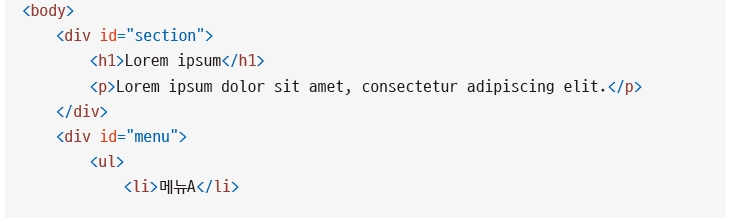 <body>
<div id="section">
<h1>Lorem ipsum</h1>
<p>Lorem ipsum dolor sit amet, consectetur adipiscing elit.</p>
</div>
<div id="menu">
<ul>
<li>메뉴A</li>